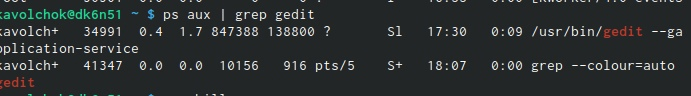 kavolchok@dk6n51 ~ $ ps aux | grep gedit
kavolch+ 34991 0.4 1.7 847388 138800 ? Sl 17:30 0:09 /usr/bin/gedit --ga
pplication-service
kavolch+ 41347 0.0 0.0 10156 916 pts/5 S+ 18:07 0:00 grep --colour=auto
gedit